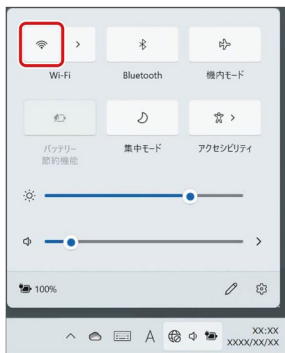 Wi-Fi
Bluetooth
機内モード
バッテリー
節約機能
集中モード
アクセシビリティ
100%
A
XX:XX
XXXX/XX/XX